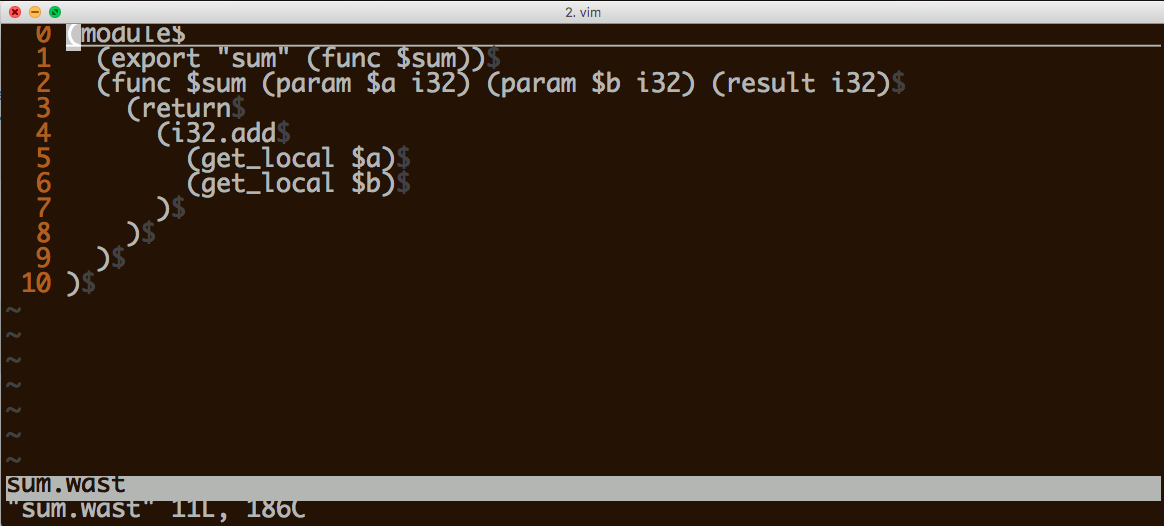 2. vim
0 (module$
1   (export "sum" (func $sum))$
2   (func $sum (param $a i32) (param $b i32) (result i32)$
3     (return$
4       (i32.add$
5         (get_local $a)$
6         (get_local $b)$
7       )$
8     )$
9   )$
10 )$
~
~
~
~
~
~
~
sum.wast
"sum.wast" 11L, 186C